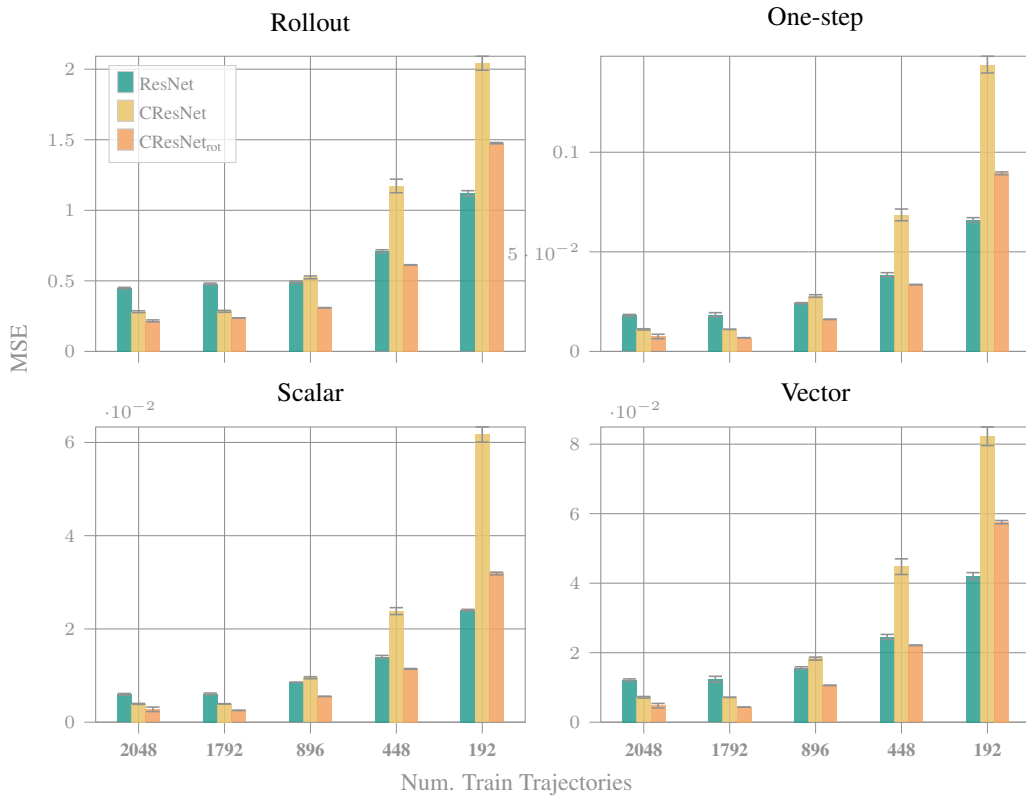 Rollout
One-step
2
1.5
1
0.5
0
ResNet
CResNet
CResNet_rot
0.1
5 · 10^−2
0
MSE
Scalar
Vector
·10^−2
6
4
2
0
2048 1792 896 448 192
·10^−2
8
6
4
2
0
2048 1792 896 448 192
Num. Train Trajectories